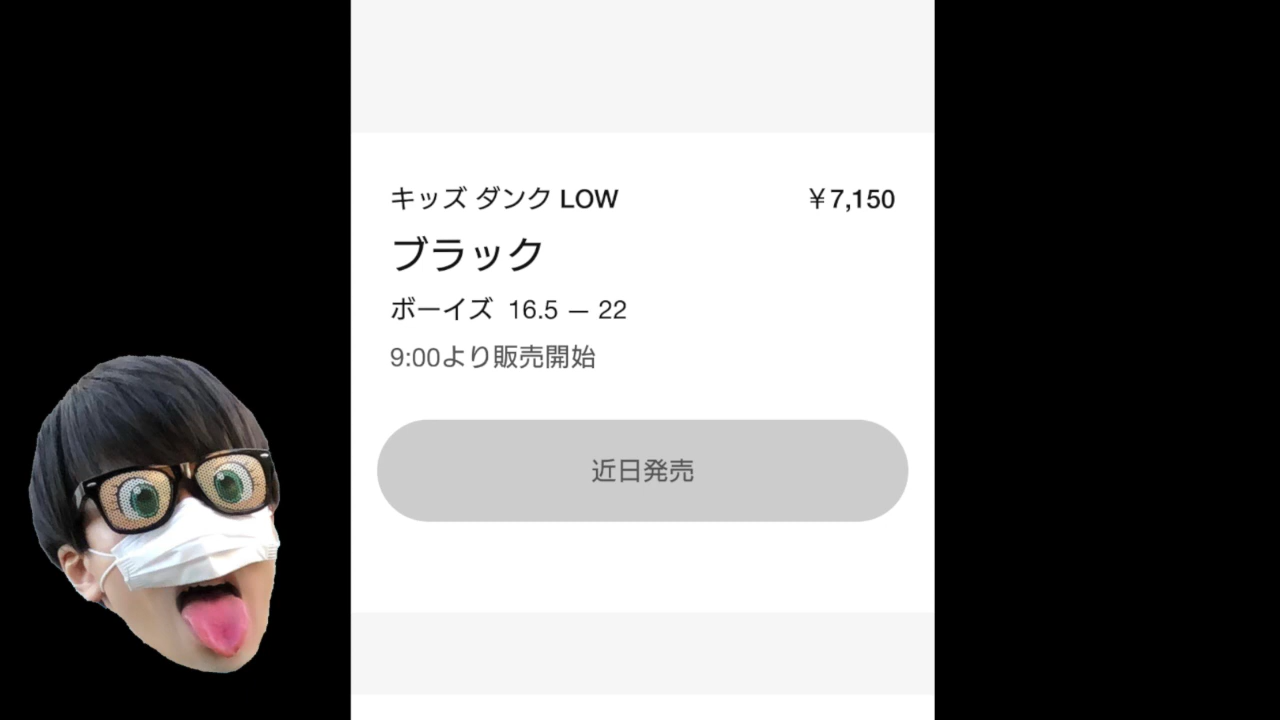 キッズ ダンク LOW ￥7,150
ブラック
ボーイズ 16.5 — 22
9:00より販売開始
近日発売